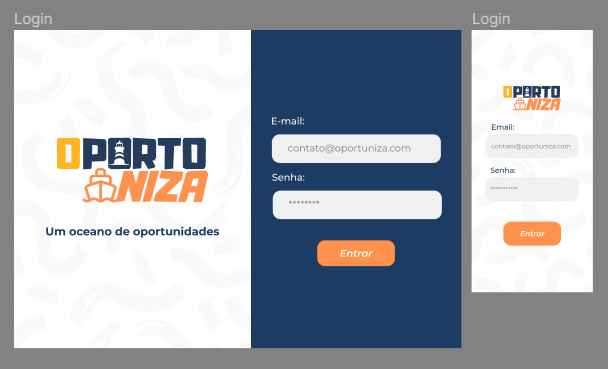 Login
OPORTO
NIZA
Um oceano de oportunidades
E-mail:
contato@oportuniza.com
Senha:
********
Entrar
Login
OPORTO
NIZA
Email:
contato@oportuniza.com
Senha:
***********
Entrar